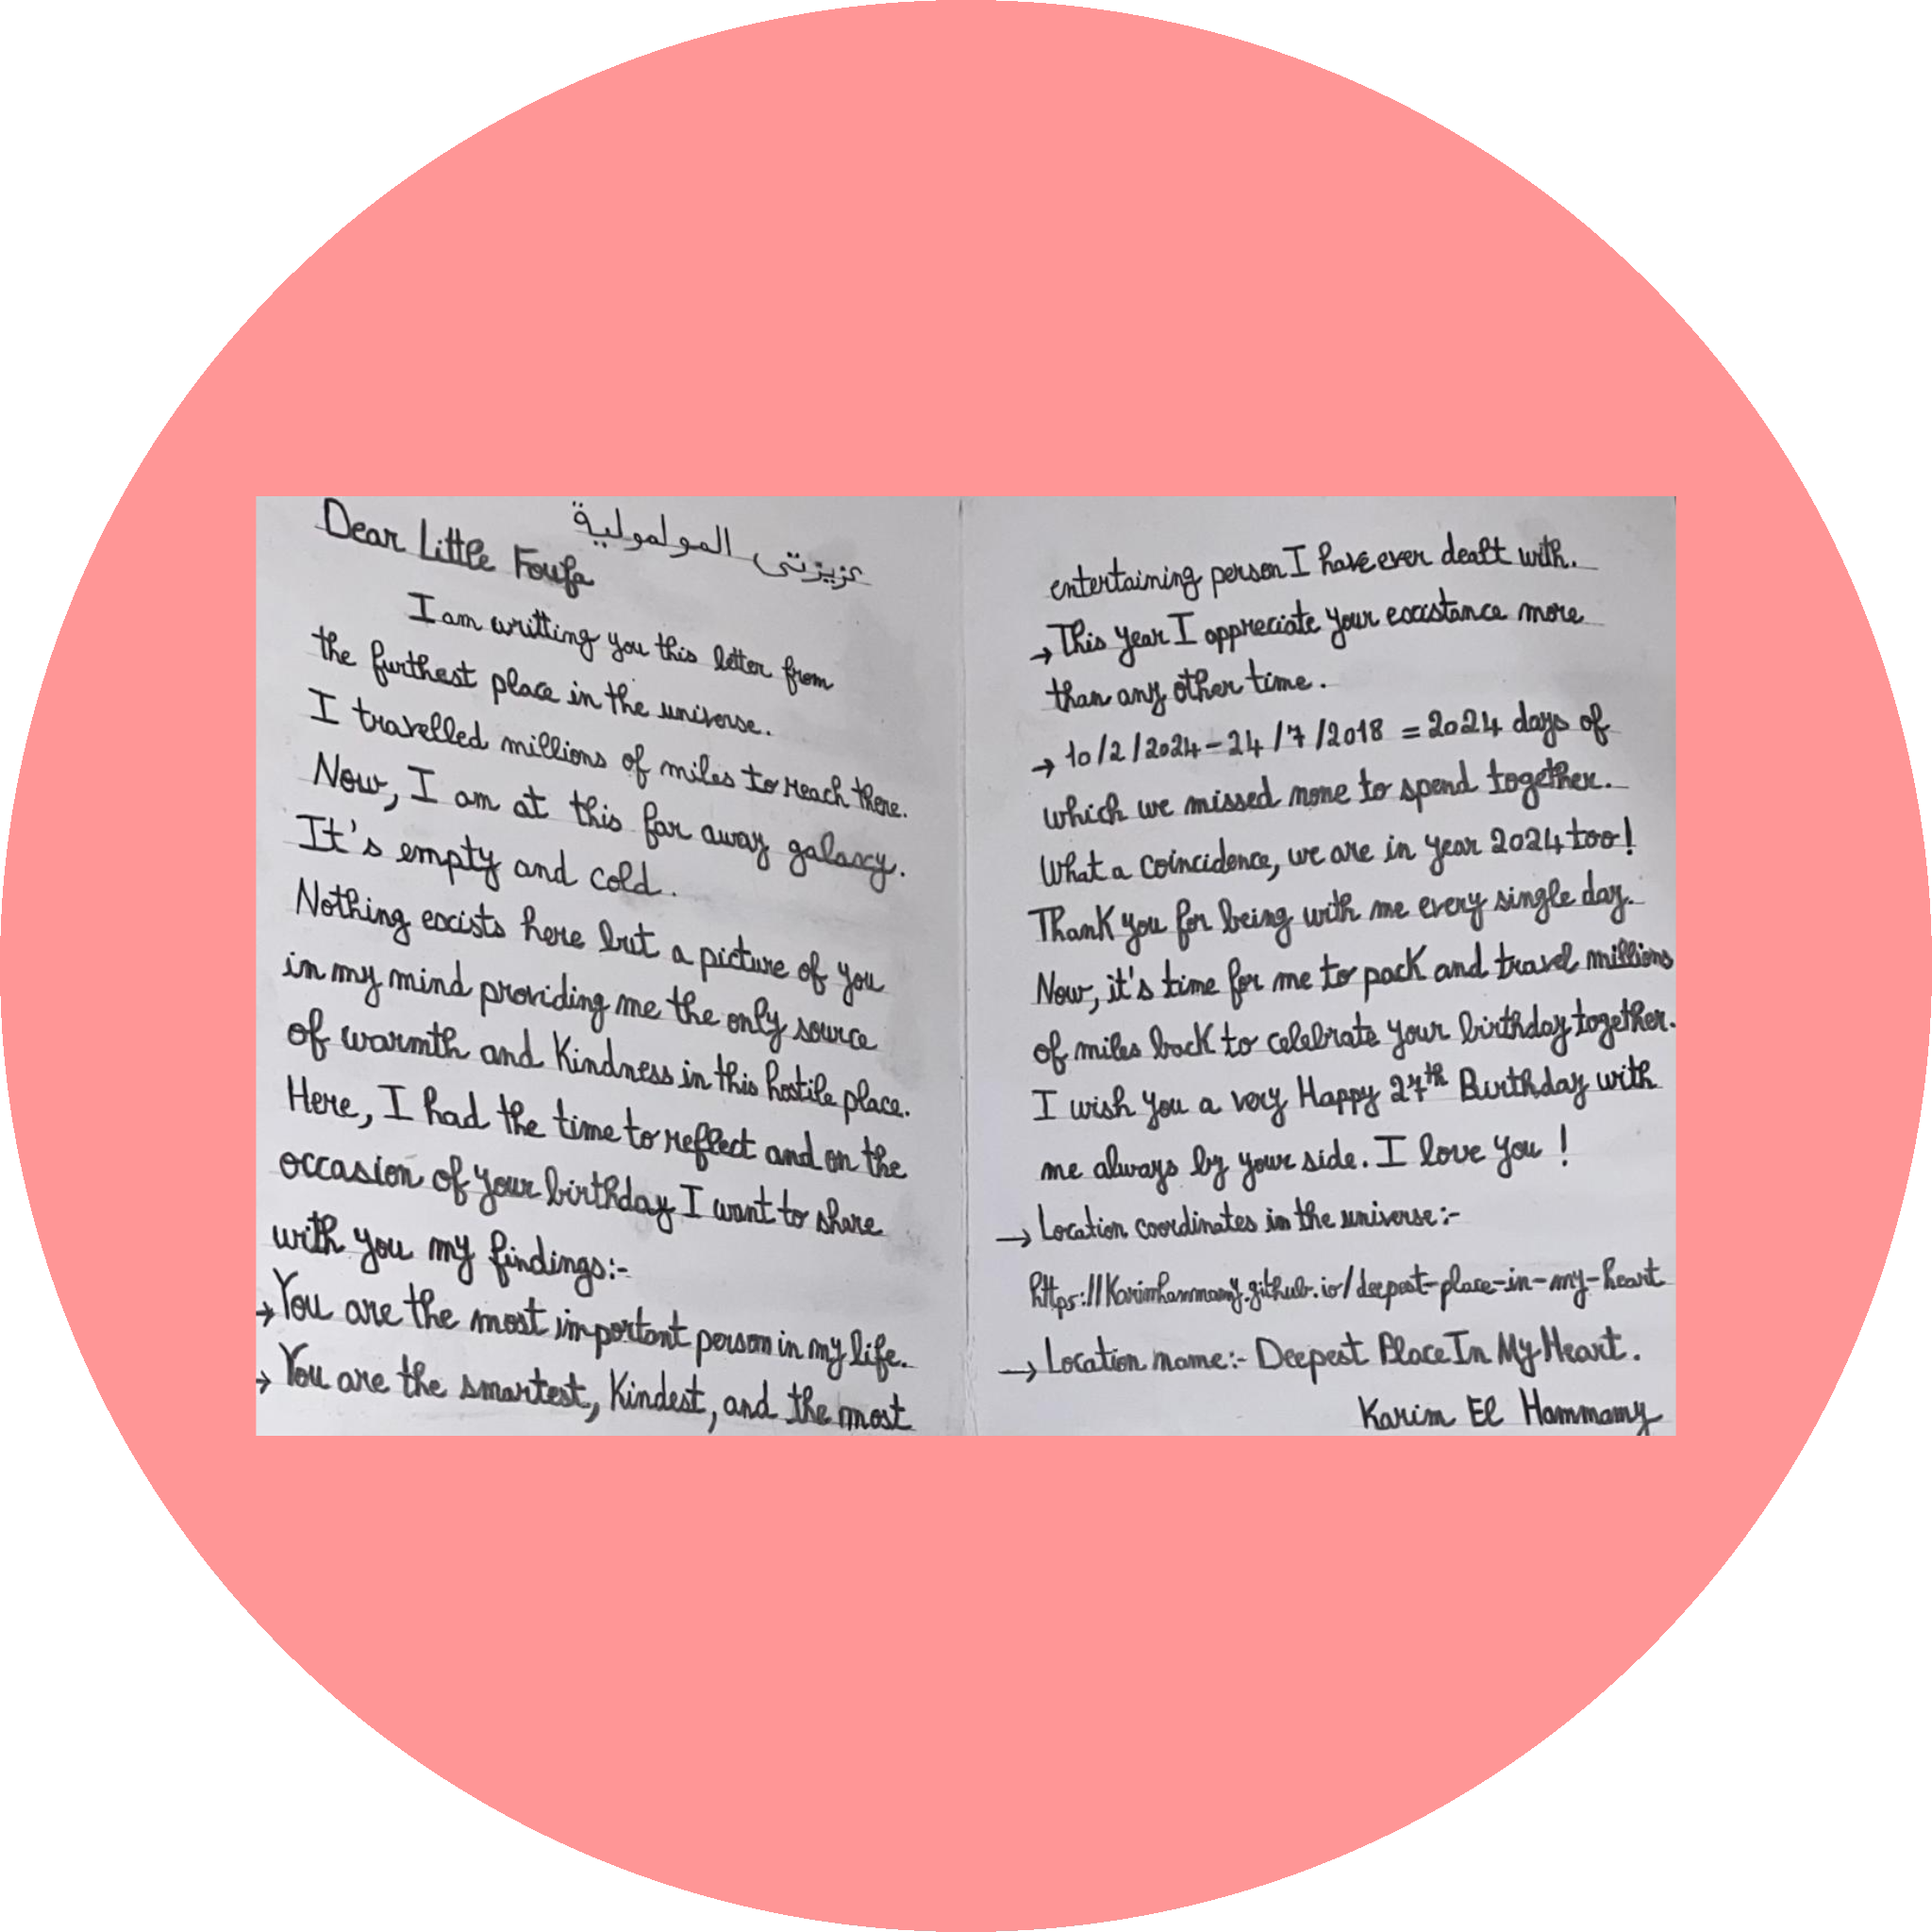 Dear Little Foufa
عزيزتى المولمولية
I am writting you this letter from
the furthest place in the universe.
I travelled millions of miles to reach there.
Now, I am at this far away galaxy.
It's empty and cold.
Nothing exists here but a picture of you
in my mind providing me the only source
of warmth and Kindness in this hostile place.
Here, I had the time to reflect and on the
occasion of your birthday I want to share
with you my findings:-
→ You are the most important person in my life.
→ You are the smartest, Kindest, and the most
entertaining person I have ever dealt with.
→ This year I appreciate your existance more
than any other time.
→ 10/2/2024 - 24/7/2018 = 2024 days of
which we missed none to spend together.
What a coincidence, we are in year 2024 too!
Thank you for being with me every single day.
Now, it's time for me to pack and travel millions
of miles back to celebrate your birthday together.
I wish you a very Happy 27th Birthday with
me always by your side. I love you !
→ Location coordinates in the universe:-
https://Karimhammamy.github.io/deepest-place-in-my-heart
→ Location name:- Deepest Place In My Heart.
Karim El Hammamy